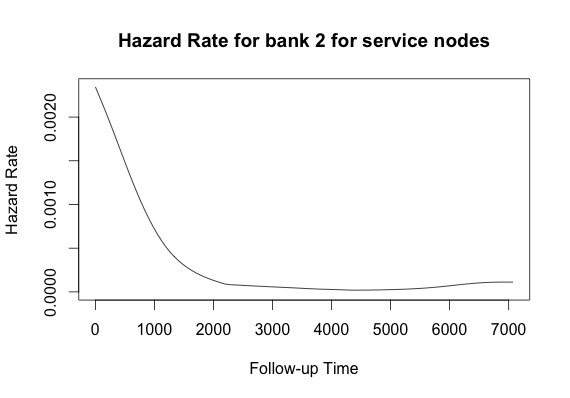 Hazard Rate for bank 2 for service nodes
Hazard Rate
0.0020
0.0010
0.0000
0 1000 2000 3000 4000 5000 6000 7000
Follow-up Time